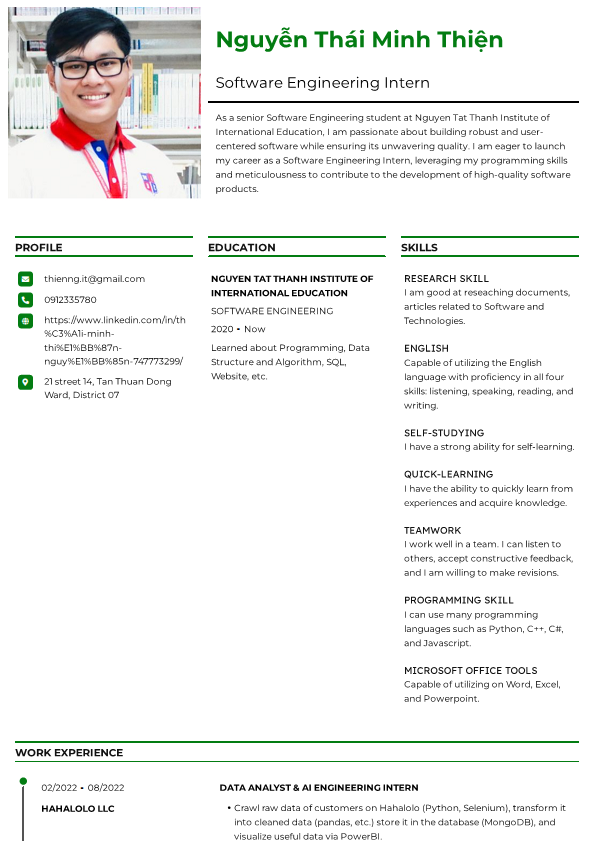 Nguyễn Thái Minh Thiện
Software Engineering Intern
As a senior Software Engineering student at Nguyen Tat Thanh Institute of
International Education, I am passionate about building robust and user-
centered software while ensuring its unwavering quality. I am eager to launch
my career as a Software Engineering Intern, leveraging my programming skills
and meticulousness to contribute to the development of high-quality software
products.
PROFILE
thienng.it@gmail.com
0912335780
https://www.linkedin.com/in/th
%C3%A1i-minh-
thi%E1%BB%87n-
nguy%E1%BB%85n-747773299/
21 street 14, Tan Thuan Dong
Ward, District 07
EDUCATION
NGUYEN TAT THANH INSTITUTE OF
INTERNATIONAL EDUCATION
SOFTWARE ENGINEERING
2020 • Now
Learned about Programming, Data
Structure and Algorithm, SQL,
Website, etc.
SKILLS
RESEARCH SKILL
I am good at reseaching documents,
articles related to Software and
Technologies.
ENGLISH
Capable of utilizing the English
language with proficiency in all four
skills: listening, speaking, reading, and
writing.
SELF-STUDYING
I have a strong ability for self-learning.
QUICK-LEARNING
I have the ability to quickly learn from
experiences and acquire knowledge.
TEAMWORK
I work well in a team. I can listen to
others, accept constructive feedback,
and I am willing to make revisions.
PROGRAMMING SKILL
I can use many programming
languages such as Python, C++, C#,
and Javascript.
MICROSOFT OFFICE TOOLS
Capable of utilizing on Word, Excel,
and Powerpoint.
WORK EXPERIENCE
02/2022 • 08/2022
HAHALOLO LLC
DATA ANALYST & AI ENGINEERING INTERN
• Crawl raw data of customers on Hahalolo (Python, Selenium), transform it
into cleaned data (pandas, etc.) store it in the database (MongoDB), and
visualize useful data via PowerBI.